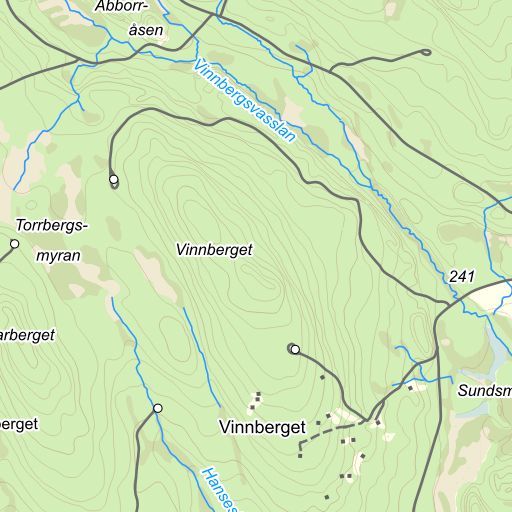 Abborr-
åsen
Vinnbergsvasslan
Torrbergs-
myran
Vinnberget
241
arberget
Sundsm
berget
Vinnberget
Hanses